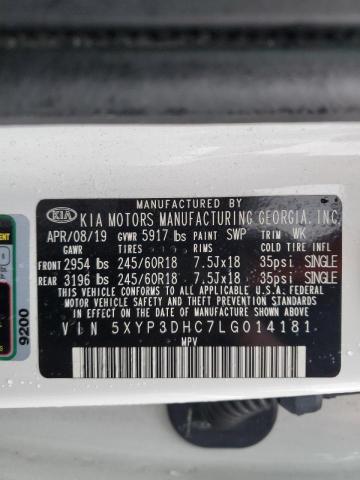 MANUFACTURED BY
KIA KIA MOTORS MANUFACTURING GEORGIA, INC.
APR/08/19 GVWR 5917 lbs PAINT SWP TRIM WK
GAWR TIRES RIMS COLD TIRE INFL
FRONT 2954 lbs 245/60R18 7.5Jx18 35psi SINGLE
REAR 3196 lbs 245/60R18 7.5Jx18 35psi SINGLE
THIS VEHICLE CONFORMS TO ALL APPLICABLE U.S.A. FEDERAL
MOTOR VEHICLE SAFETY AND THEFT PREVENTION STANDARDS
IN EFFECT ON THE DATE OF MANUFACTURE SHOWN ABOVE.
VIN 5XYP3DHC7LG014181
MPV
9200